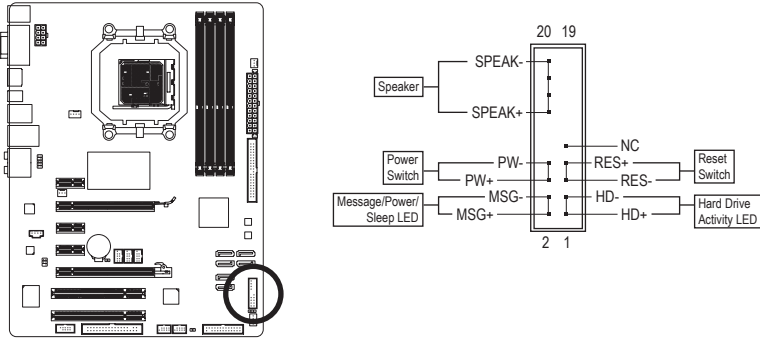 20 19
SPEAK-
Speaker
SPEAK+
NC
Power
Switch
PW-
RES+
Reset
Switch
PW+
RES-
Message/Power/
Sleep LED
MSG-
HD-
Hard Drive
Activity LED
MSG+
HD+
2 1